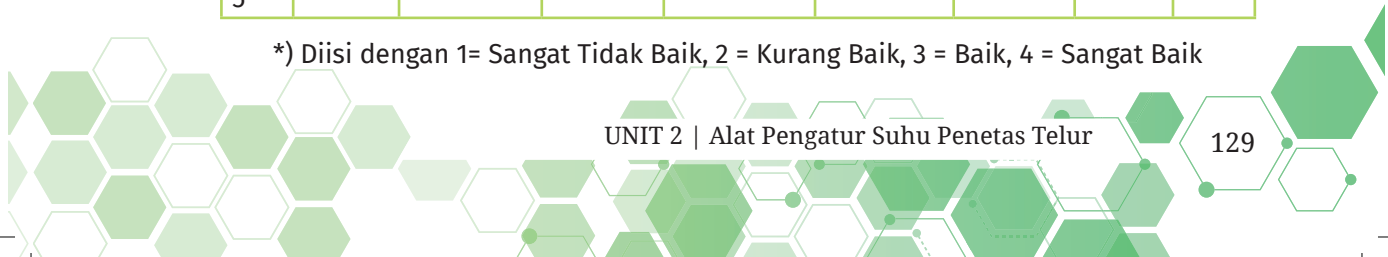 5
*) Diisi dengan 1= Sangat Tidak Baik, 2 = Kurang Baik, 3 = Baik, 4 = Sangat Baik
UNIT 2 | Alat Pengatur Suhu Penetas Telur
129